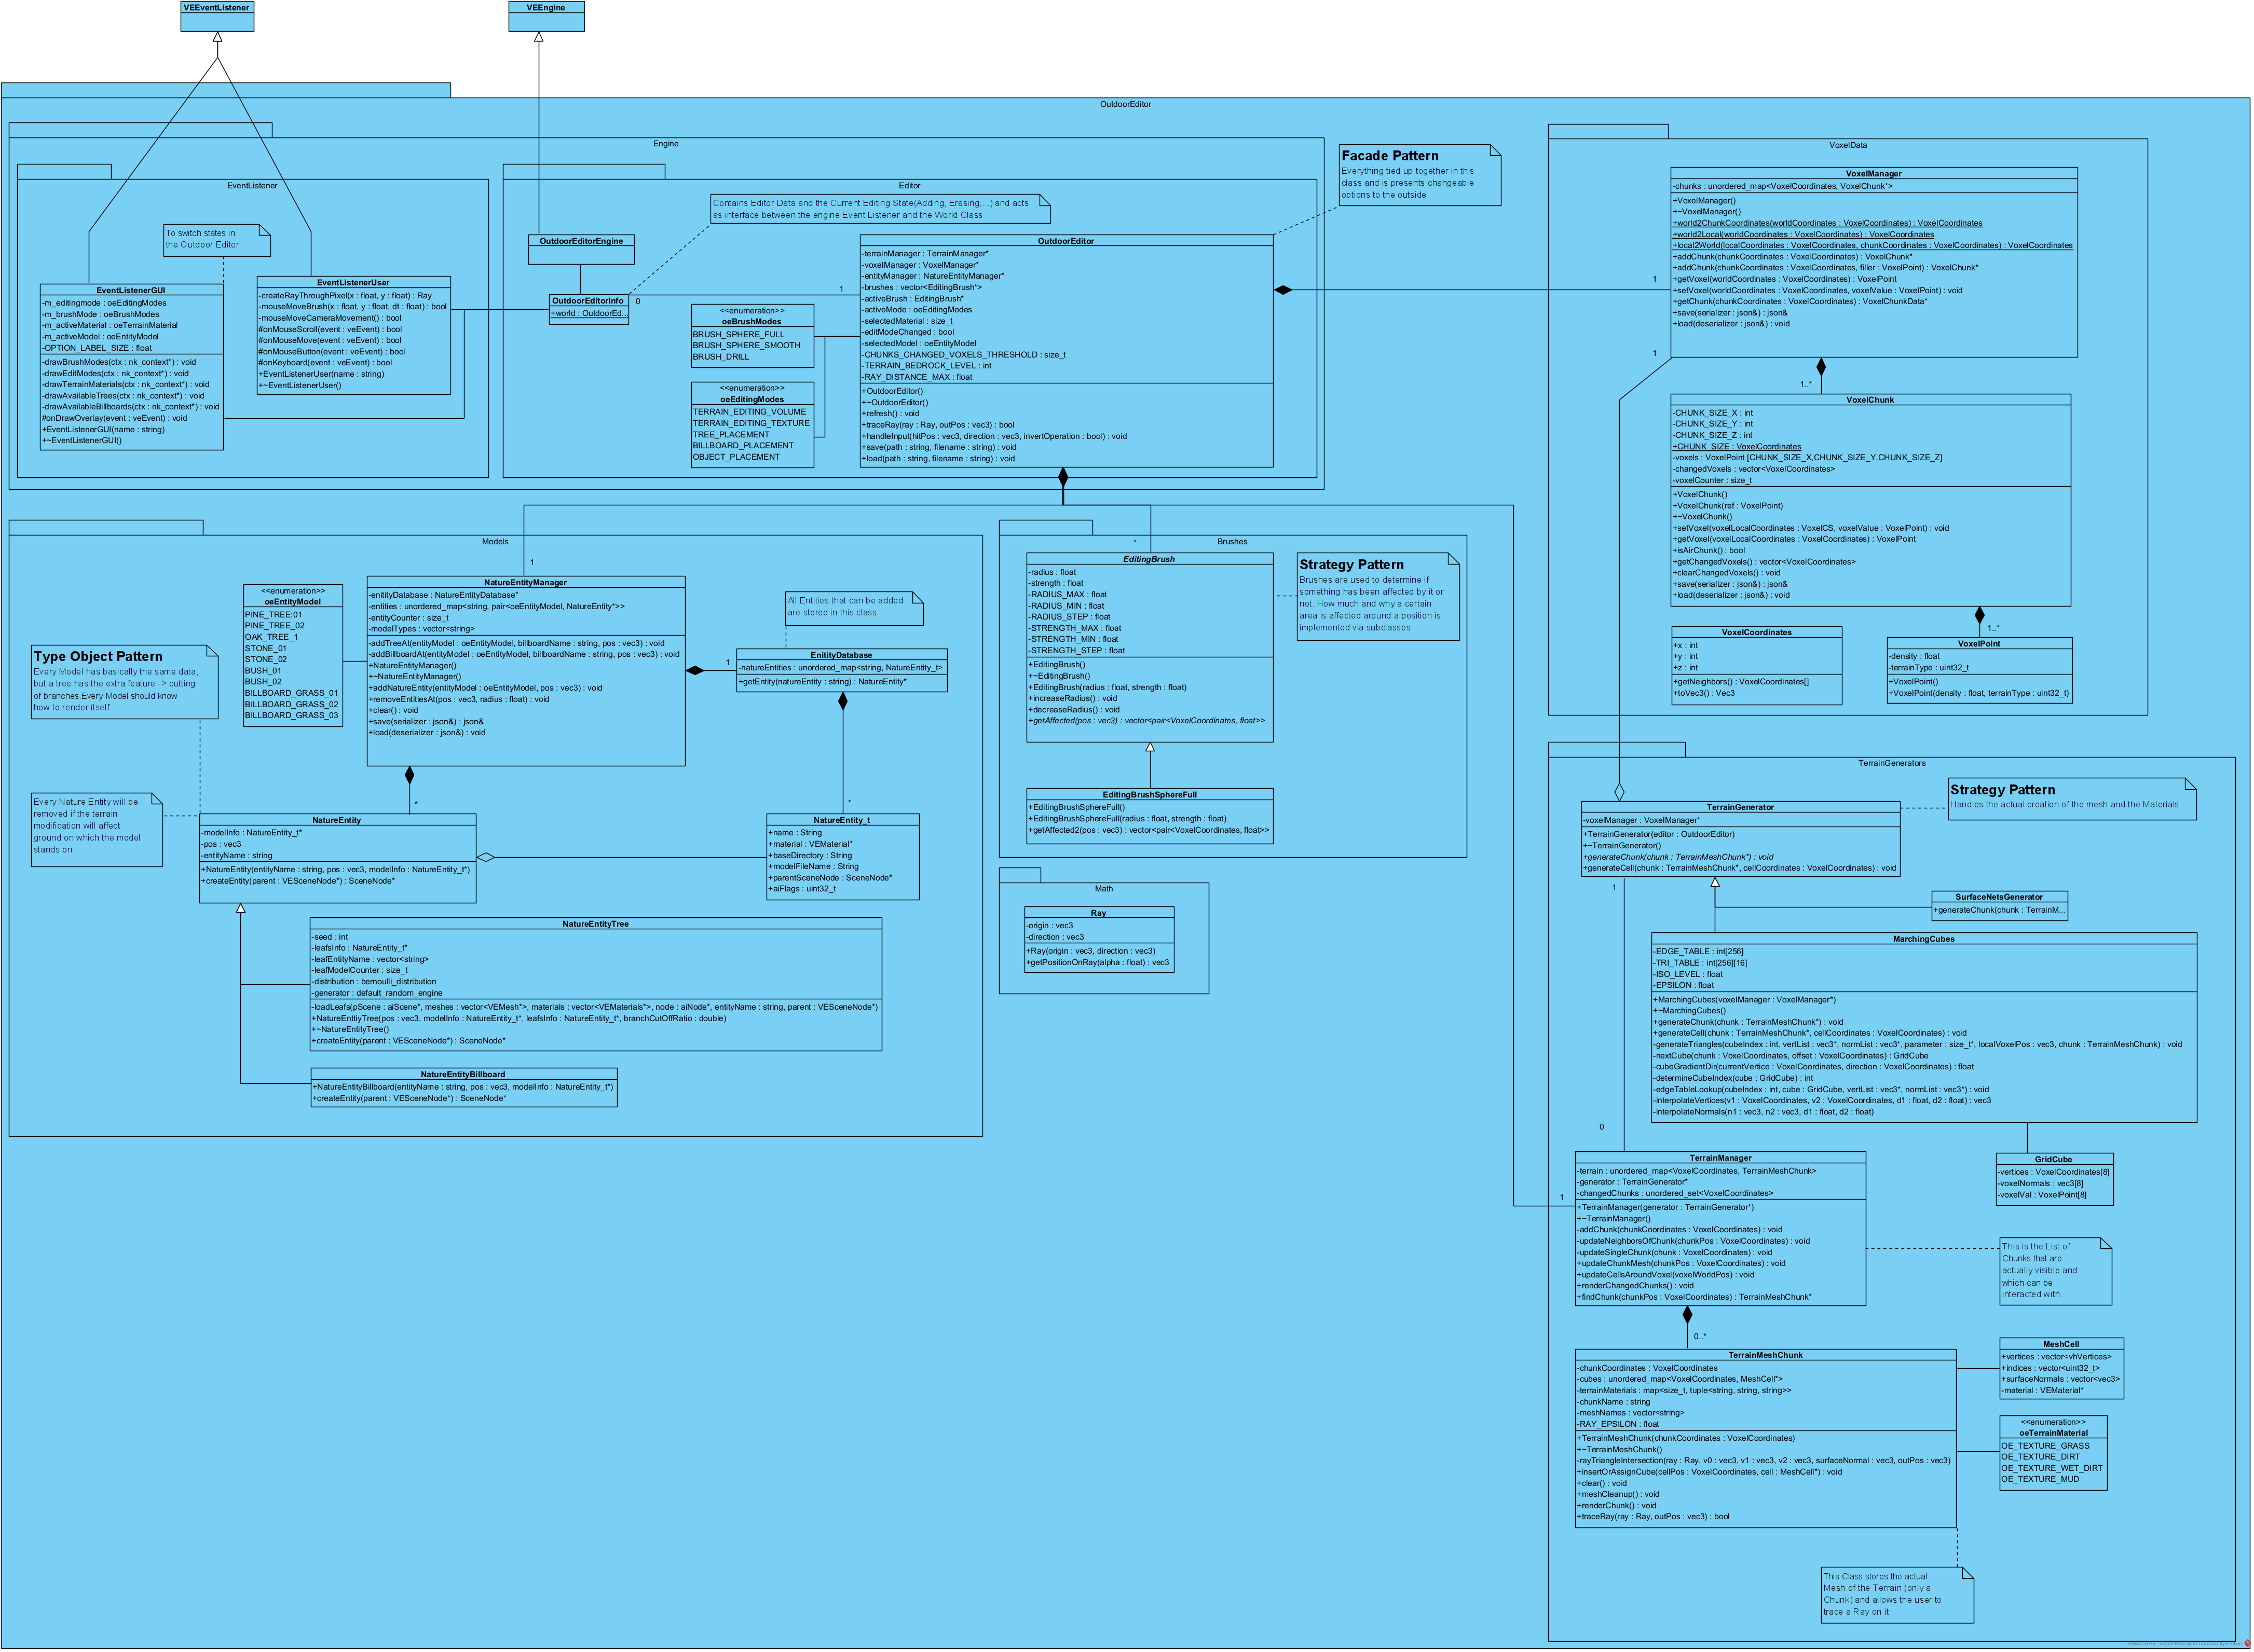 VEEventListener
VEEngine
OutdoorEditor
Engine
EventListener
To switch states in
the Outdoor Editor
EventListenerGUI
-m_editingmode : oeEditingModes
-m_brushMode : oeBrushModes
-m_activeMaterial : oeTerrainMaterial
-m_activeModel : oeEntityModel
-OPTION_LABEL_SIZE : float
-drawBrushModes(ctx : nk_context*) : void
-drawEditModes(ctx : nk_context*) : void
-drawTerrainMaterials(ctx : nk_context*) : void
-drawAvailableTrees(ctx : nk_context*) : void
-drawAvailableBillboards(ctx : nk_context*) : void
#onDrawOverlay(event : veEvent) : void
+EventListenerGUI(name : string)
+~EventListenerGUI()
EventListenerUser
-createRayThroughPixel(x : float, y : float) : Ray
-mouseMoveBrush(x : float, y : float, dt : float) : bool
-mouseMoveCameraMovement() : bool
#onMouseScroll(event : veEvent) : bool
#onMouseMove(event : veEvent) : bool
#onMouseButton(event : veEvent) : bool
#onKeyboard(event : veEvent) : bool
+EventListenerUser(name : string)
+~EventListenerUser()
Editor
Contains Editor Data and the Current Editing State(Adding, Erasing,...) and acts
as interface between the engine Event Listener and the World Class
OutdoorEditorEngine
OutdoorEditorInfo
+world : OutdoorEd...
0
1
<<enumeration>>
oeBrushModes
BRUSH_SPHERE_FULL
BRUSH_SPHERE_SMOOTH
BRUSH_DRILL
<<enumeration>>
oeEditingModes
TERRAIN_EDITING_VOLUME
TERRAIN_EDITING_TEXTURE
TREE_PLACEMENT
BILLBOARD_PLACEMENT
OBJECT_PLACEMENT
OutdoorEditor
-terrainManager : TerrainManager*
-voxelManager : VoxelManager*
-entityManager : NatureEntityManager*
-brushes : vector<EditingBrush*>
-activeBrush : EditingBrush*
-activeMode : oeEditingModes
-selectedMaterial : size_t
-editModeChanged : bool
-selectedModel : oeEntityModel
-CHUNKS_CHANGED_VOXELS_THRESHOLD : size_t
-TERRAIN_BEDROCK_LEVEL : int
-RAY_DISTANCE_MAX : float
+OutdoorEditor()
+~OutdoorEditor()
+refresh() : void
+traceRay(ray : Ray, outPos : vec3) : bool
+handleInput(hitPos : vec3, direction : vec3, invertOperation : bool) : void
+save(path : string, filename : string) : void
+load(path : string, filename : string) : void
Facade Pattern
Everything tied up together in this
class and is presents changeable
options to the outside.
VoxelData
VoxelManager
-chunks : unordered_map<VoxelCoordinates, VoxelChunk*>
+VoxelManager()
+~VoxelManager()
+world2ChunkCoordinates(worldCoordinates : VoxelCoordinates) : VoxelCoordinates
+world2Local(worldCoordinates : VoxelCoordinates) : VoxelCoordinates
+local2World(localCoordinates : VoxelCoordinates, chunkCoordinates : VoxelCoordinates) : VoxelCoordinates
+addChunk(chunkCoordinates : VoxelCoordinates) : VoxelChunk*
+addChunk(chunkCoordinates : VoxelCoordinates, filler : VoxelPoint) : VoxelChunk*
+getVoxel(worldCoordinates : VoxelCoordinates) : VoxelPoint
+setVoxel(worldCoordinates : VoxelCoordinates, voxelValue : VoxelPoint) : void
+getChunk(chunkCoordinates : VoxelCoordinates) : VoxelChunkData*
+save(serializer : json&) : json&
+load(deserializer : json&) : void
1
1
1..*
VoxelChunk
-CHUNK_SIZE_X : int
-CHUNK_SIZE_Y : int
-CHUNK_SIZE_Z : int
+CHUNK_SIZE : VoxelCoordinates
-voxels : VoxelPoint [CHUNK_SIZE_X,CHUNK_SIZE_Y,CHUNK_SIZE_Z]
-changedVoxels : vector<VoxelCoordinates>
-voxelCounter : size_t
+VoxelChunk()
+VoxelChunk(ref : VoxelPoint)
+~VoxelChunk()
+setVoxel(voxelLocalCoordinates : VoxelCS, voxelValue : VoxelPoint) : void
+getVoxel(voxelLocalCoordinates : VoxelCoordinates) : VoxelPoint
+isAirChunk() : bool
+getChangedVoxels() : vector<VoxelCoordinates>
+clearChangedVoxels() : void
+save(serializer : json&) : json&
+load(deserializer : json&) : void
1..*
VoxelCoordinates
+x : int
+y : int
+z : int
+getNeighbors() : VoxelCoordinates[]
+toVec3() : Vec3
VoxelPoint
-density : float
-terrainType : uint32_t
+VoxelPoint()
+VoxelPoint(density : float, terrainType : uint32_t)
Models
1
<<enumeration>>
oeEntityModel
PINE_TREE:01
PINE_TREE_02
OAK_TREE_1
STONE_01
STONE_02
BUSH_01
BUSH_02
BILLBOARD_GRASS_01
BILLBOARD_GRASS_02
BILLBOARD_GRASS_03
NatureEntityManager
-enitityDatabase : NatureEntityDatabase*
-entities : unordered_map<string, pair<oeEntityModel, NatureEntity*>>
-entityCounter : size_t
-modelTypes : vector<string>
-addTreeAt(entityModel : oeEntityModel, billboardName : string, pos : vec3) : void
-addBillboardAt(entityModel : oeEntityModel, billboardName : string, pos : vec3) : void
+NatureEntityManager()
+~NatureEntityManager()
+addNatureEntity(entityModel : oeEntityModel, pos : vec3) : void
+removeEntitiesAt(pos : vec3, radius : float) : void
+clear() : void
+save(serializer : json&) : json&
+load(deserializer : json&) : void
All Entities that can be added
are stored in this class
1
EnitityDatabase
-natureEntities : unordered_map<string, NatureEntity_t>
+getEntity(natureEntity : string) : NatureEntity*
Type Object Pattern
Every Model has basically the same data,
but a tree has the extra feature -> cutting
of branches.Every Model should know
how to render itself.
Every Nature Entity will be
removed if the terrain
modification will affect
ground on which the model
stands on
*
*
NatureEntity
-modelInfo : NatureEntity_t*
-pos : vec3
-entityName : string
+NatureEntity(entityName : string, pos : vec3, modelInfo : NatureEntity_t*)
+createEntity(parent : VESceneNode*) : SceneNode*
NatureEntity_t
+name : String
+material : VEMaterial*
+baseDirectory : String
+modelFileName : String
+parentSceneNode : SceneNode*
+aiFlags : uint32_t
NatureEntityTree
-seed : int
-leafsInfo : NatureEntity_t*
-leafEntityName : vector<string>
-leafModelCounter : size_t
-distribution : bernoulli_distribution
-generator : default_random_engine
-loadLeafs(pScene : aiScene*, meshes : vector<VEMesh*>, materials : vector<VEMaterials*>, node : aiNode*, entityName : string, parent : VESceneNode*)
+NatureEnttiyTree(pos : vec3, modelInfo : NatureEntity_t*, leafsInfo : NatureEntity_t*, branchCutOffRatio : double)
+~NatureEntityTree()
+createEntity(parent : VESceneNode*) : SceneNode*
NatureEntityBillboard
+NatureEntityBillboard(entityName : string, pos : vec3, modelInfo : NatureEntity_t*)
+createEntity(parent : VESceneNode*) : SceneNode*
Brushes
*
EditingBrush
-radius : float
-strength : float
-RADIUS_MAX : float
-RADIUS_MIN : float
-RADIUS_STEP : float
-STRENGTH_MAX : float
-STRENGTH_MIN : float
-STRENGTH_STEP : float
+EditingBrush()
+~EditingBrush()
+EditingBrush(radius : float, strength : float)
+increaseRadius() : void
+decreaseRadius() : void
+getAffected(pos : vec3) : vector<pair<VoxelCoordinates, float>>
Strategy Pattern
Brushes are used to determine if
something has been affected by it or
not. How much and why a certain
area is affected around a position is
implemented via subclasses
EditingBrushSphereFull
+EditingBrushSphereFull()
+EditingBrushSphereFull(radius : float, strength : float)
+getAffected2(pos : vec3) : vector<pair<VoxelCoordinates, float>>
Math
Ray
-origin : vec3
-direction : vec3
+Ray(origin : vec3, direction : vec3)
+getPositionOnRay(alpha : float) : vec3
TerrainGenerators
Strategy Pattern
Handles the actual creation of the mesh and the Materials
TerrainGenerator
-voxelManager : VoxelManager*
+TerrainGenerator(editor : OutdoorEditor)
+~TerrainGenerator()
+generateChunk(chunk : TerrainMeshChunk*) : void
+generateCell(chunk : TerrainMeshChunk*, cellCoordinates : VoxelCoordinates) : void
1
SurfaceNetsGenerator
+generateChunk(chunk : TerrainM...
MarchingCubes
-EDGE_TABLE : int[256]
-TRI_TABLE : int[256][16]
-ISO_LEVEL : float
-EPSILON : float
+MarchingCubes(voxelManager : VoxelManager*)
+~MarchingCubes()
+generateChunk(chunk : TerrainMeshChunk*) : void
+generateCell(chunk : TerrainMeshChunk*, cellCoordinates : VoxelCoordinates) : void
-generateTriangles(cubeIndex : int, vertList : vec3*, normList : vec3*, parameter : size_t*, localVoxelPos : vec3, chunk : TerrainMeshChunk) : void
-nextCube(chunk : VoxelCoordinates, offset : VoxelCoordinates) : GridCube
-cubeGradientDir(currentVertice : VoxelCoordinates, direction : VoxelCoordinates) : float
-determineCubeIndex(cube : GridCube) : int
-edgeTableLookup(cubeIndex : int, cube : GridCube, vertList : vec3*, normList : vec3*) : void
-interpolateVertices(v1 : VoxelCoordinates, v2 : VoxelCoordinates, d1 : float, d2 : float) : vec3
-interpolateNormals(n1 : vec3, n2 : vec3, d1 : float, d2 : float)
0
1
TerrainManager
-terrain : unordered_map<VoxelCoordinates, TerrainMeshChunk>
-generator : TerrainGenerator*
-changedChunks : unordered_set<VoxelCoordinates>
+TerrainManager(generator : TerrainGenerator*)
+~TerrainManager()
-addChunk(chunkCoordinates : VoxelCoordinates) : void
-updateNeighborsOfChunk(chunkPos : VoxelCoordinates) : void
-updateSingleChunk(chunk : VoxelCoordinates) : void
+updateChunkMesh(chunkPos : VoxelCoordinates) : void
+updateCellsAroundVoxel(voxelWorldPos) : void
+renderChangedChunks() : void
+findChunk(chunkPos : VoxelCoordinates) : TerrainMeshChunk*
GridCube
-vertices : VoxelCoordinates[8]
-voxelNormals : vec3[8]
-voxelVal : VoxelPoint[8]
This is the List of
Chunks that are
actually visible and
which can be
interacted with.
0..*
TerrainMeshChunk
-chunkCoordinates : VoxelCoordinates
-cubes : unordered_map<VoxelCoordinates, MeshCell*>
-terrainMaterials : map<size_t, tuple<string, string, string>>
-chunkName : string
-meshNames : vector<string>
-RAY_EPSILON : float
+TerrainMeshChunk(chunkCoordinates : VoxelCoordinates)
+~TerrainMeshChunk()
-rayTriangleIntersection(ray : Ray, v0 : vec3, v1 : vec3, v2 : vec3, surfaceNormal : vec3, outPos : vec3)
+insertOrAssignCube(cellPos : VoxelCoordinates, cell : MeshCell*) : void
+clear() : void
+meshCleanup() : void
+renderChunk() : void
+traceRay(ray : Ray, outPos : vec3) : bool
MeshCell
+vertices : vector<vhVertices>
+indices : vector<uint32_t>
+surfaceNormals : vector<vec3>
-material : VEMaterial*
<<enumeration>>
oeTerrainMaterial
OE_TEXTURE_GRASS
OE_TEXTURE_DIRT
OE_TEXTURE_WET_DIRT
OE_TEXTURE_MUD
This Class stores the actual
Mesh of the Terrain (only a
Chunk) and allows the user to
trace a Ray on it
Powered By Visual Paradigm Community Edition